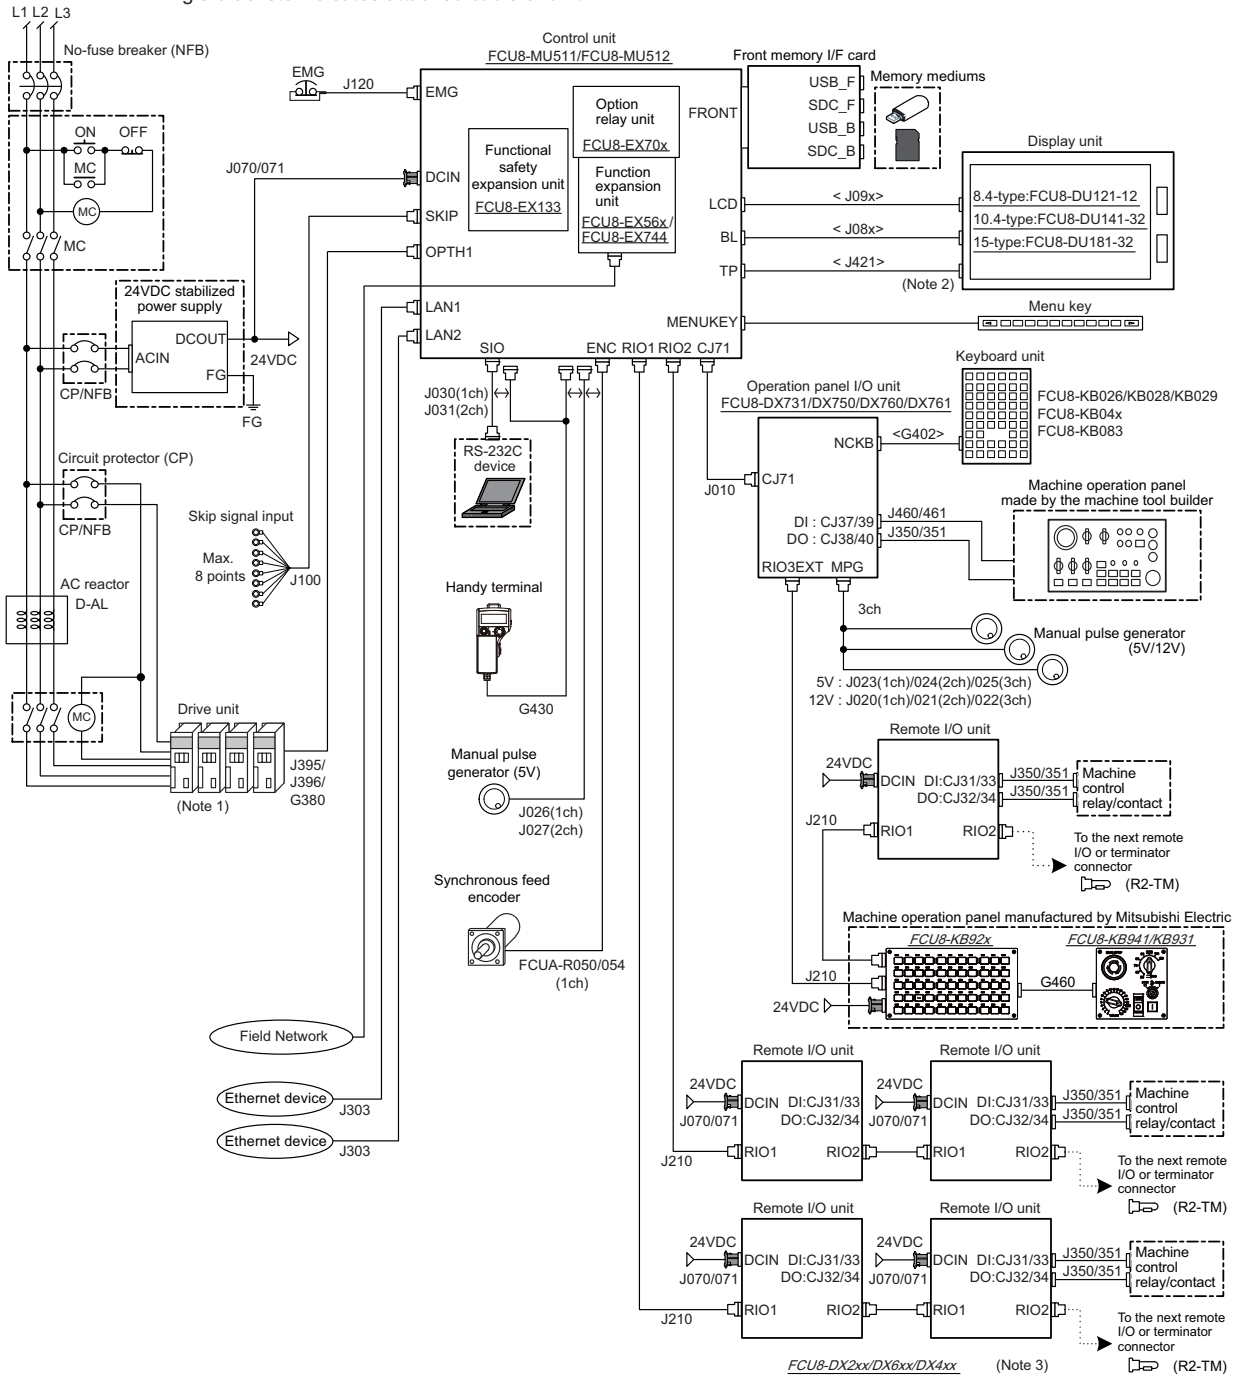 L1 L2 L3
No-fuse breaker (NFB)
ON OFF
MC
MC
MC
24VDC stabilized
power supply
DCOUT
ACIN
FG
24VDC
FG
CP/NFB
Circuit protector (CP)
CP/NFB
AC reactor
D-AL
MC
Drive unit
(Note 1)
J395/
J396/
G380
EMG
J120
J070/071
Skip signal input
Max.
8 points
J100
Control unit
FCU8-MU511/FCU8-MU512
EMG
DCIN
SKIP
OPTH1
LAN1
LAN2
Functional
safety
expansion unit
FCU8-EX133
Option
relay unit
FCU8-EX70x
Function
expansion
unit
FCU8-EX56x/
FCU8-EX744
FRONT
LCD
BL
TP
MENUKEY
SIO ENC RIO1 RIO2 CJ71
Front memory I/F card
USB_F
SDC_F
USB_B
SDC_B
Memory mediums
Display unit
8.4-type:FCU8-DU121-12
10.4-type:FCU8-DU141-32
15-type:FCU8-DU181-32
< J09x>
< J08x>
< J421>
(Note 2)
Menu key
Keyboard unit
FCU8-KB026/KB028/KB029
FCU8-KB04x
FCU8-KB083
J030(1ch)
J031(2ch)
RS-232C
device
Handy terminal
G430
Manual pulse
generator (5V)
J026(1ch)
J027(2ch)
Synchronous feed
encoder
FCUA-R050/054
(1ch)
Field Network
Ethernet device
J303
Ethernet device
J303
Operation panel I/O unit
FCU8-DX731/DX750/DX760/DX761
NCKB
<G402>
CJ71
J010
DI : CJ37/39
DO : CJ38/40
RIO3EXT MPG
J460/461
J350/351
Machine operation panel
made by the machine tool builder
3ch
Manual pulse generator
(5V/12V)
5V : J023(1ch)/024(2ch)/025(3ch)
12V : J020(1ch)/021(2ch)/022(3ch)
Remote I/O unit
24VDC
DCIN DI:CJ31/33
DO:CJ32/34
RIO1 RIO2
J350/351
J350/351
Machine
control
relay/contact
J210
To the next remote
I/O or terminator
connector
(R2-TM)
Machine operation panel manufactured by Mitsubishi Electric
FCU8-KB92x FCU8-KB941/KB931
J210
24VDC
G460
Remote I/O unit Remote I/O unit
24VDC 24VDC
DCIN DI:CJ31/33 DCIN DI:CJ31/33
J070/071 DO:CJ32/34 J070/071 DO:CJ32/34
J350/351
J350/351
Machine
control
relay/contact
J210
RIO1 RIO2 RIO1 RIO2
To the next remote
I/O or terminator
connector
(R2-TM)
Remote I/O unit Remote I/O unit
24VDC 24VDC
DCIN DI:CJ31/33 DCIN DI:CJ31/33
J070/071 DO:CJ32/34 J070/071 DO:CJ32/34
J350/351
J350/351
Machine
control
relay/contact
J210
RIO1 RIO2 RIO1 RIO2
To the next remote
I/O or terminator
connector
(R2-TM)
FCU8-DX2xx/DX6xx/DX4xx (Note 3)